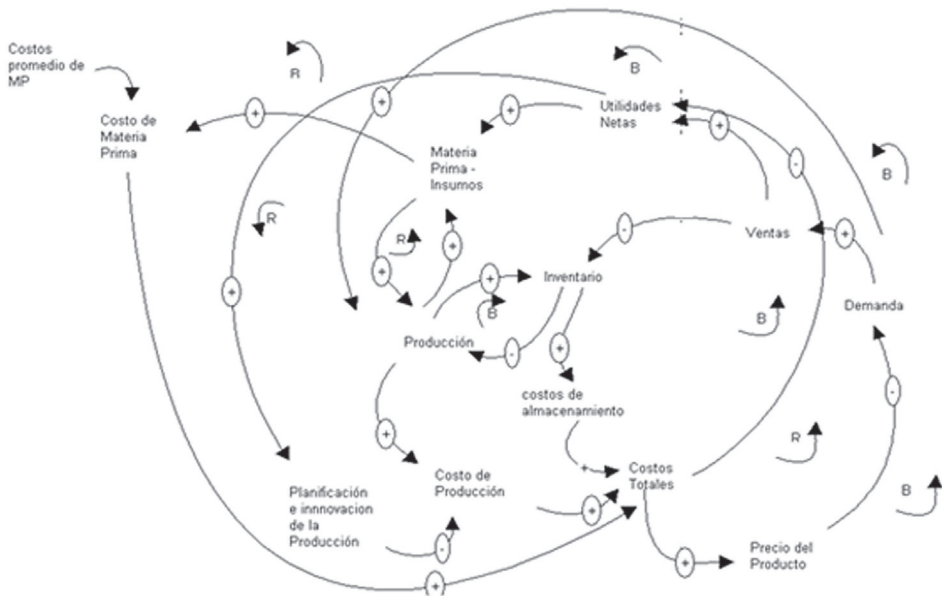 Costos
promedio de
MP
R
B
+
+
+
+
Utilidades
Netas
Costo de
Materia
Prima
Materia
Prima -
Insumos
-
B
R
R
-
Ventas
+
+
+
+
Inventario
+
Demanda
B
B
Producción
-
+
costos de
almacenamiento
-
+
R
+
Costos
Totales
Costo de
Producción
B
Planificación
e innnovacion
de la
Producción
+
-
Precio del
Producto
+
+